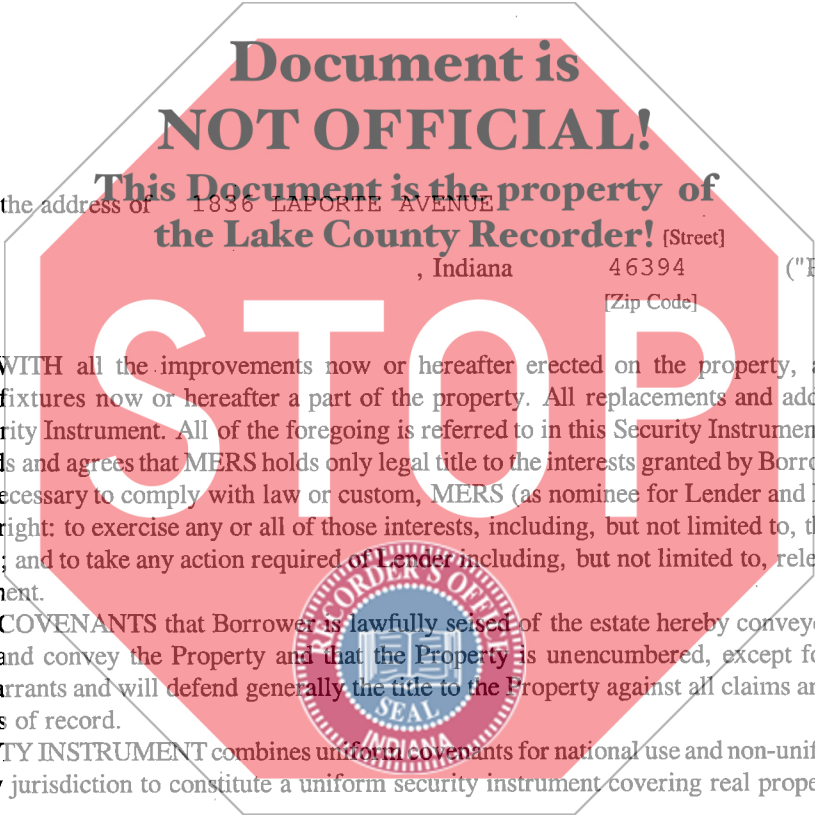 Document is
NOT OFFICIAL!
This Document is the property of
the address of 1836 LAPORTE AVENUE
the Lake County Recorder! [Street]
, Indiana 46394 ("
[Zip Code]
STOP
WITH all the improvements now or hereafter erected on the property,
fixtures now or hereafter a part of the property. All replacements and add
rity Instrument. All of the foregoing is referred to in this Security Instrumen
s and agrees that MERS holds only legal title to the interests granted by Borro
ecessary to comply with law or custom, MERS (as nominee for Lender and
right: to exercise any or all of those interests, including, but not limited to, t
; and to take any action required of Lender including, but not limited to, rele
ent.
COVENANTS that Borrower is lawfully seised of the estate hereby convey
and convey the Property and that the Property is unencumbered, except f
rrants and will defend generally the title to the Property against all claims a
s of record.
TY INSTRUMENT combines uniform covenants for national use and non-unif
jurisdiction to constitute a uniform security instrument covering real prope
RECORDER'S OFFICE
SEAL
INDIANA